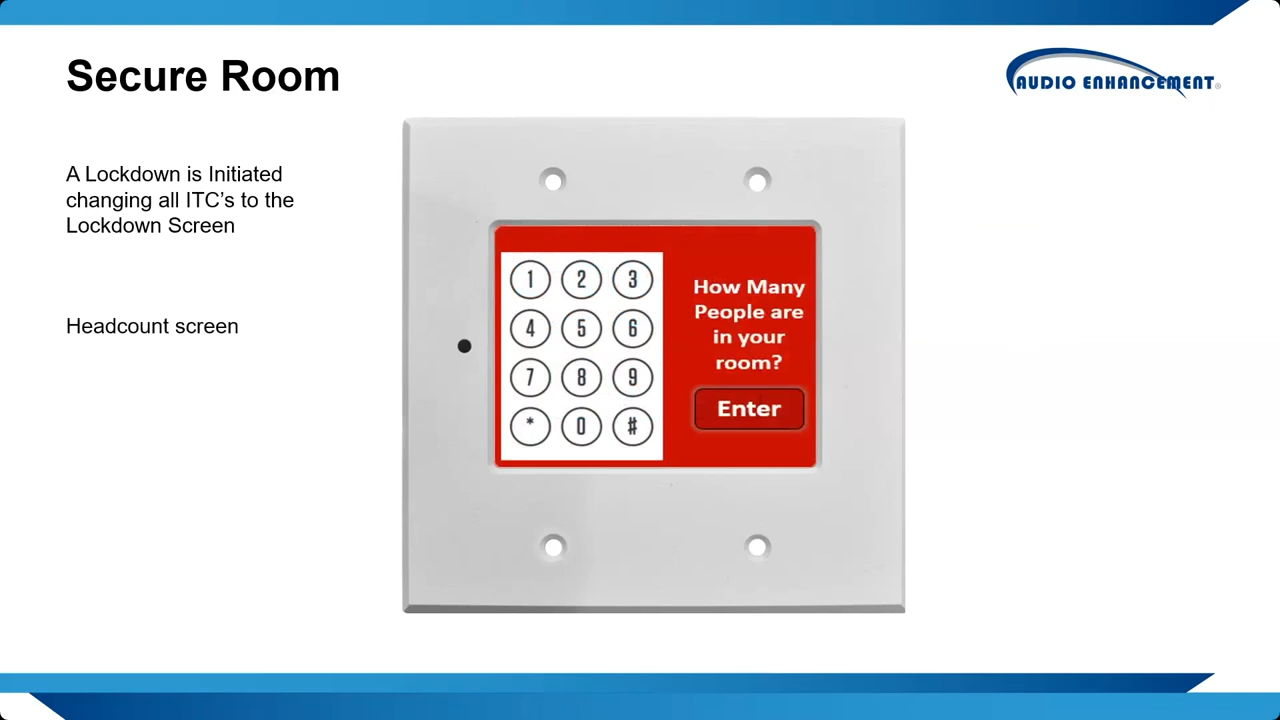 Secure Room
AUDIO ENHANCEMENT®
A Lockdown is Initiated
changing all ITC’s to the
Lockdown Screen
Headcount screen
1 2 3
4 5 6
7 8 9
* 0 #
How Many
People are
in your
room?
Enter